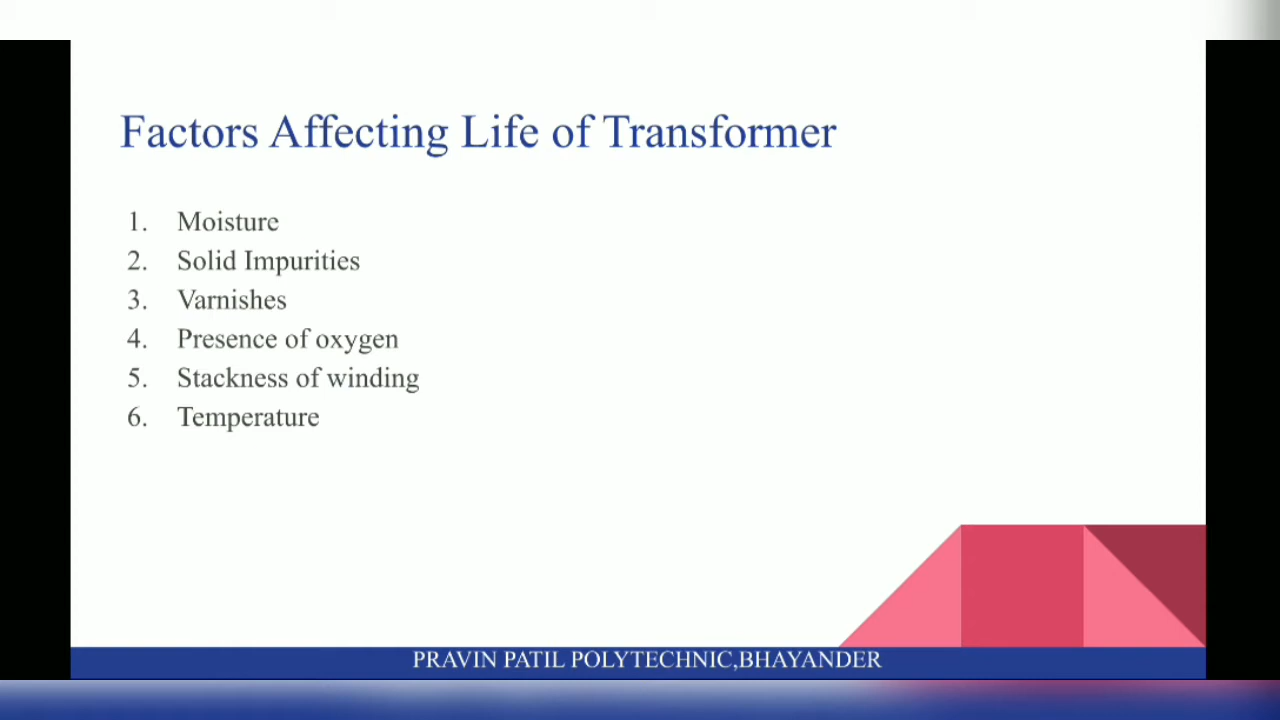 Factors Affecting Life of Transformer
1. Moisture
2. Solid Impurities
3. Varnishes
4. Presence of oxygen
5. Stackness of winding
6. Temperature
PRAVIN PATIL POLYTECHNIC,BHAYANDER